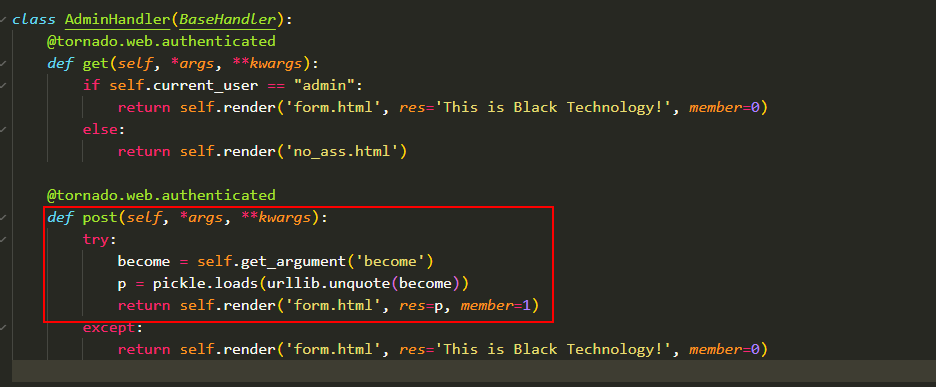 class AdminHandler(BaseHandler):
    @tornado.web.authenticated
    def get(self, *args, **kwargs):
        if self.current_user == "admin":
            return self.render('form.html', res='This is Black Technology!', member=0)
        else:
            return self.render('no_ass.html')
    @tornado.web.authenticated
    def post(self, *args, **kwargs):
        try:
            become = self.get_argument('become')
            p = pickle.loads(urllib.unquote(become))
            return self.render('form.html', res=p, member=1)
        except:
            return self.render('form.html', res='This is Black Technology!', member=0)